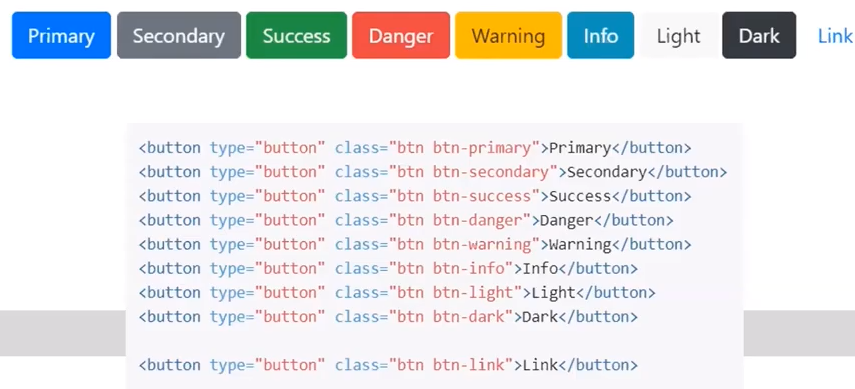 Primary Secondary Success Danger Warning Info Light Dark Link
<button type="button" class="btn btn-primary">Primary</button>
<button type="button" class="btn btn-secondary">Secondary</button>
<button type="button" class="btn btn-success">Success</button>
<button type="button" class="btn btn-danger">Danger</button>
<button type="button" class="btn btn-warning">Warning</button>
<button type="button" class="btn btn-info">Info</button>
<button type="button" class="btn btn-light">Light</button>
<button type="button" class="btn btn-dark">Dark</button>
<button type="button" class="btn btn-link">Link</button>